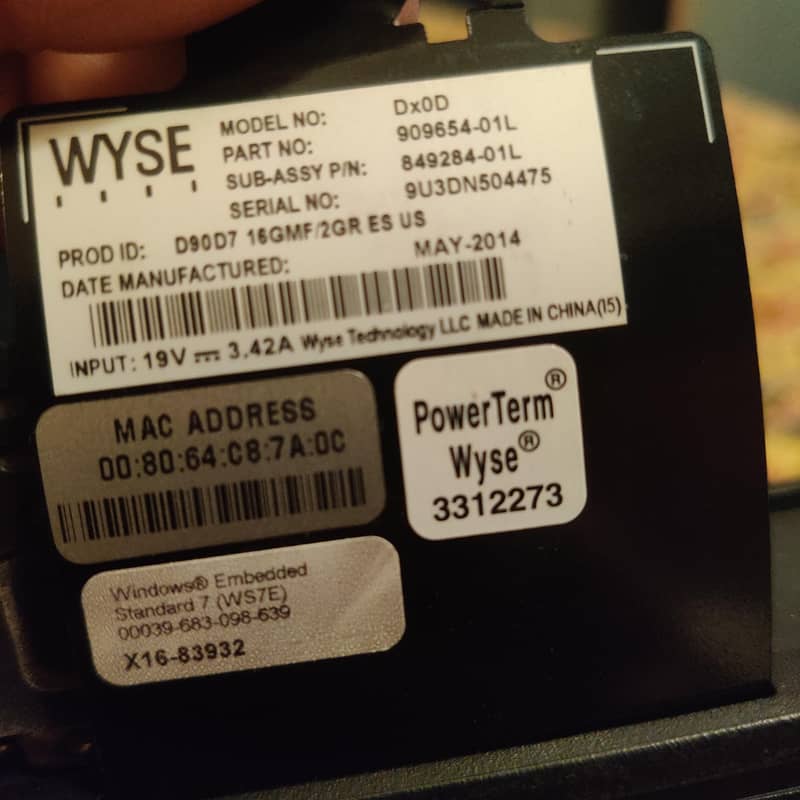 WYSE
MODEL NO: Dx0D
PART NO: 909654-01L
SUB-ASSY P/N: 849284-01L
SERIAL NO: 9U3DN504475
PROD ID: D90D7 16GMF/2GR ES US
DATE MANUFACTURED: MAY-2014
INPUT: 19V ⎓ 3.42A Wyse Technology LLC MADE IN CHINA(15)
MAC ADDRESS
00:80:64:C8:7A:0C
PowerTerm®
Wyse®
3312273
Windows® Embedded
Standard 7 (WS7E)
00039-683-098-639
X16-83932